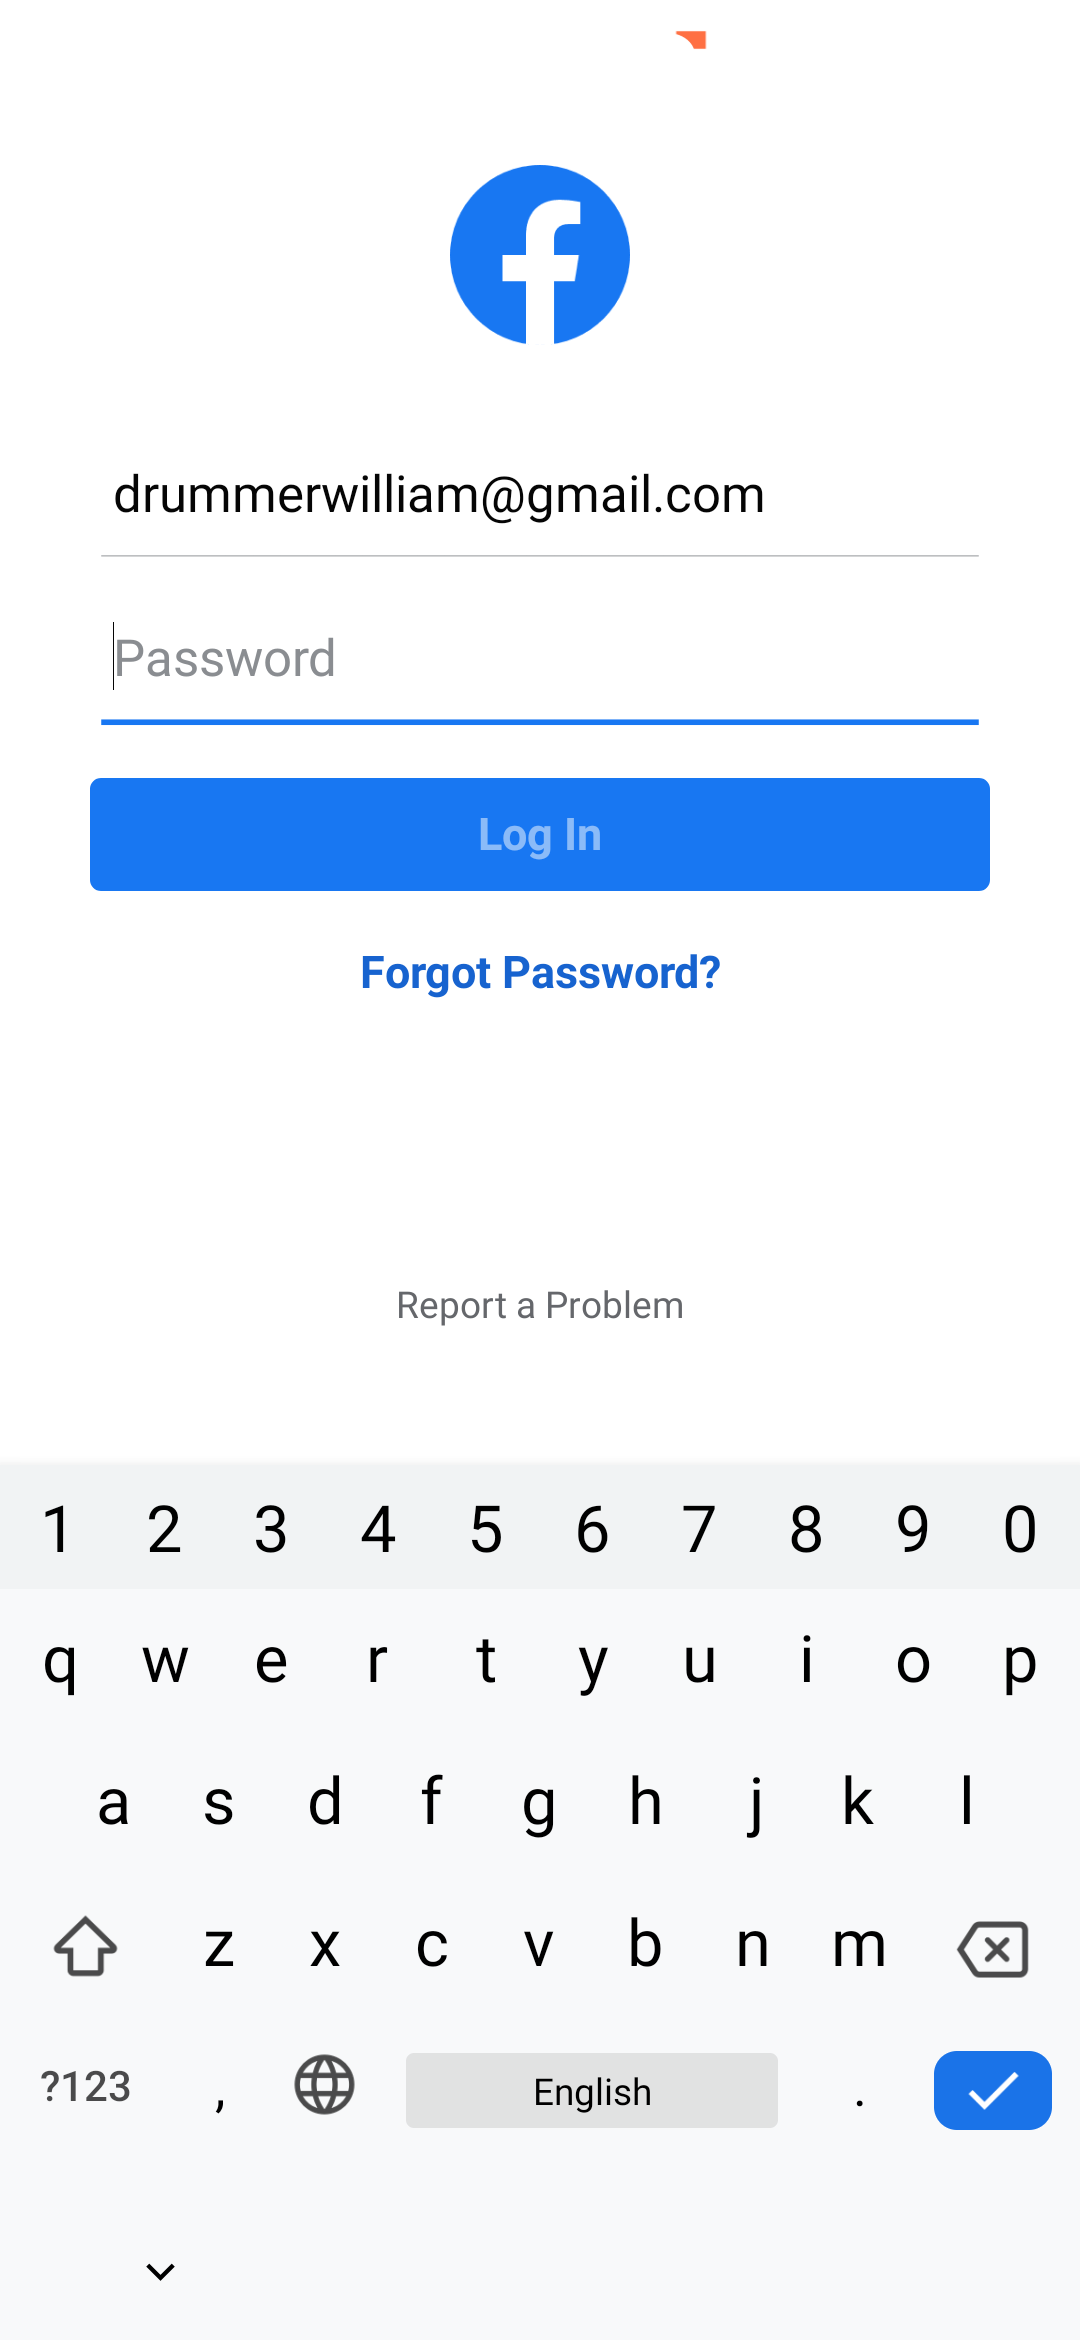 drummerwilliam@gmail.com
Password
Log In
Forgot Password?
Report a Problem
1 2 3 4 5 6 7 8 9 0
q w e r t y u i o p
a s d f g h j k l
z x c v b n m
?123 , English .